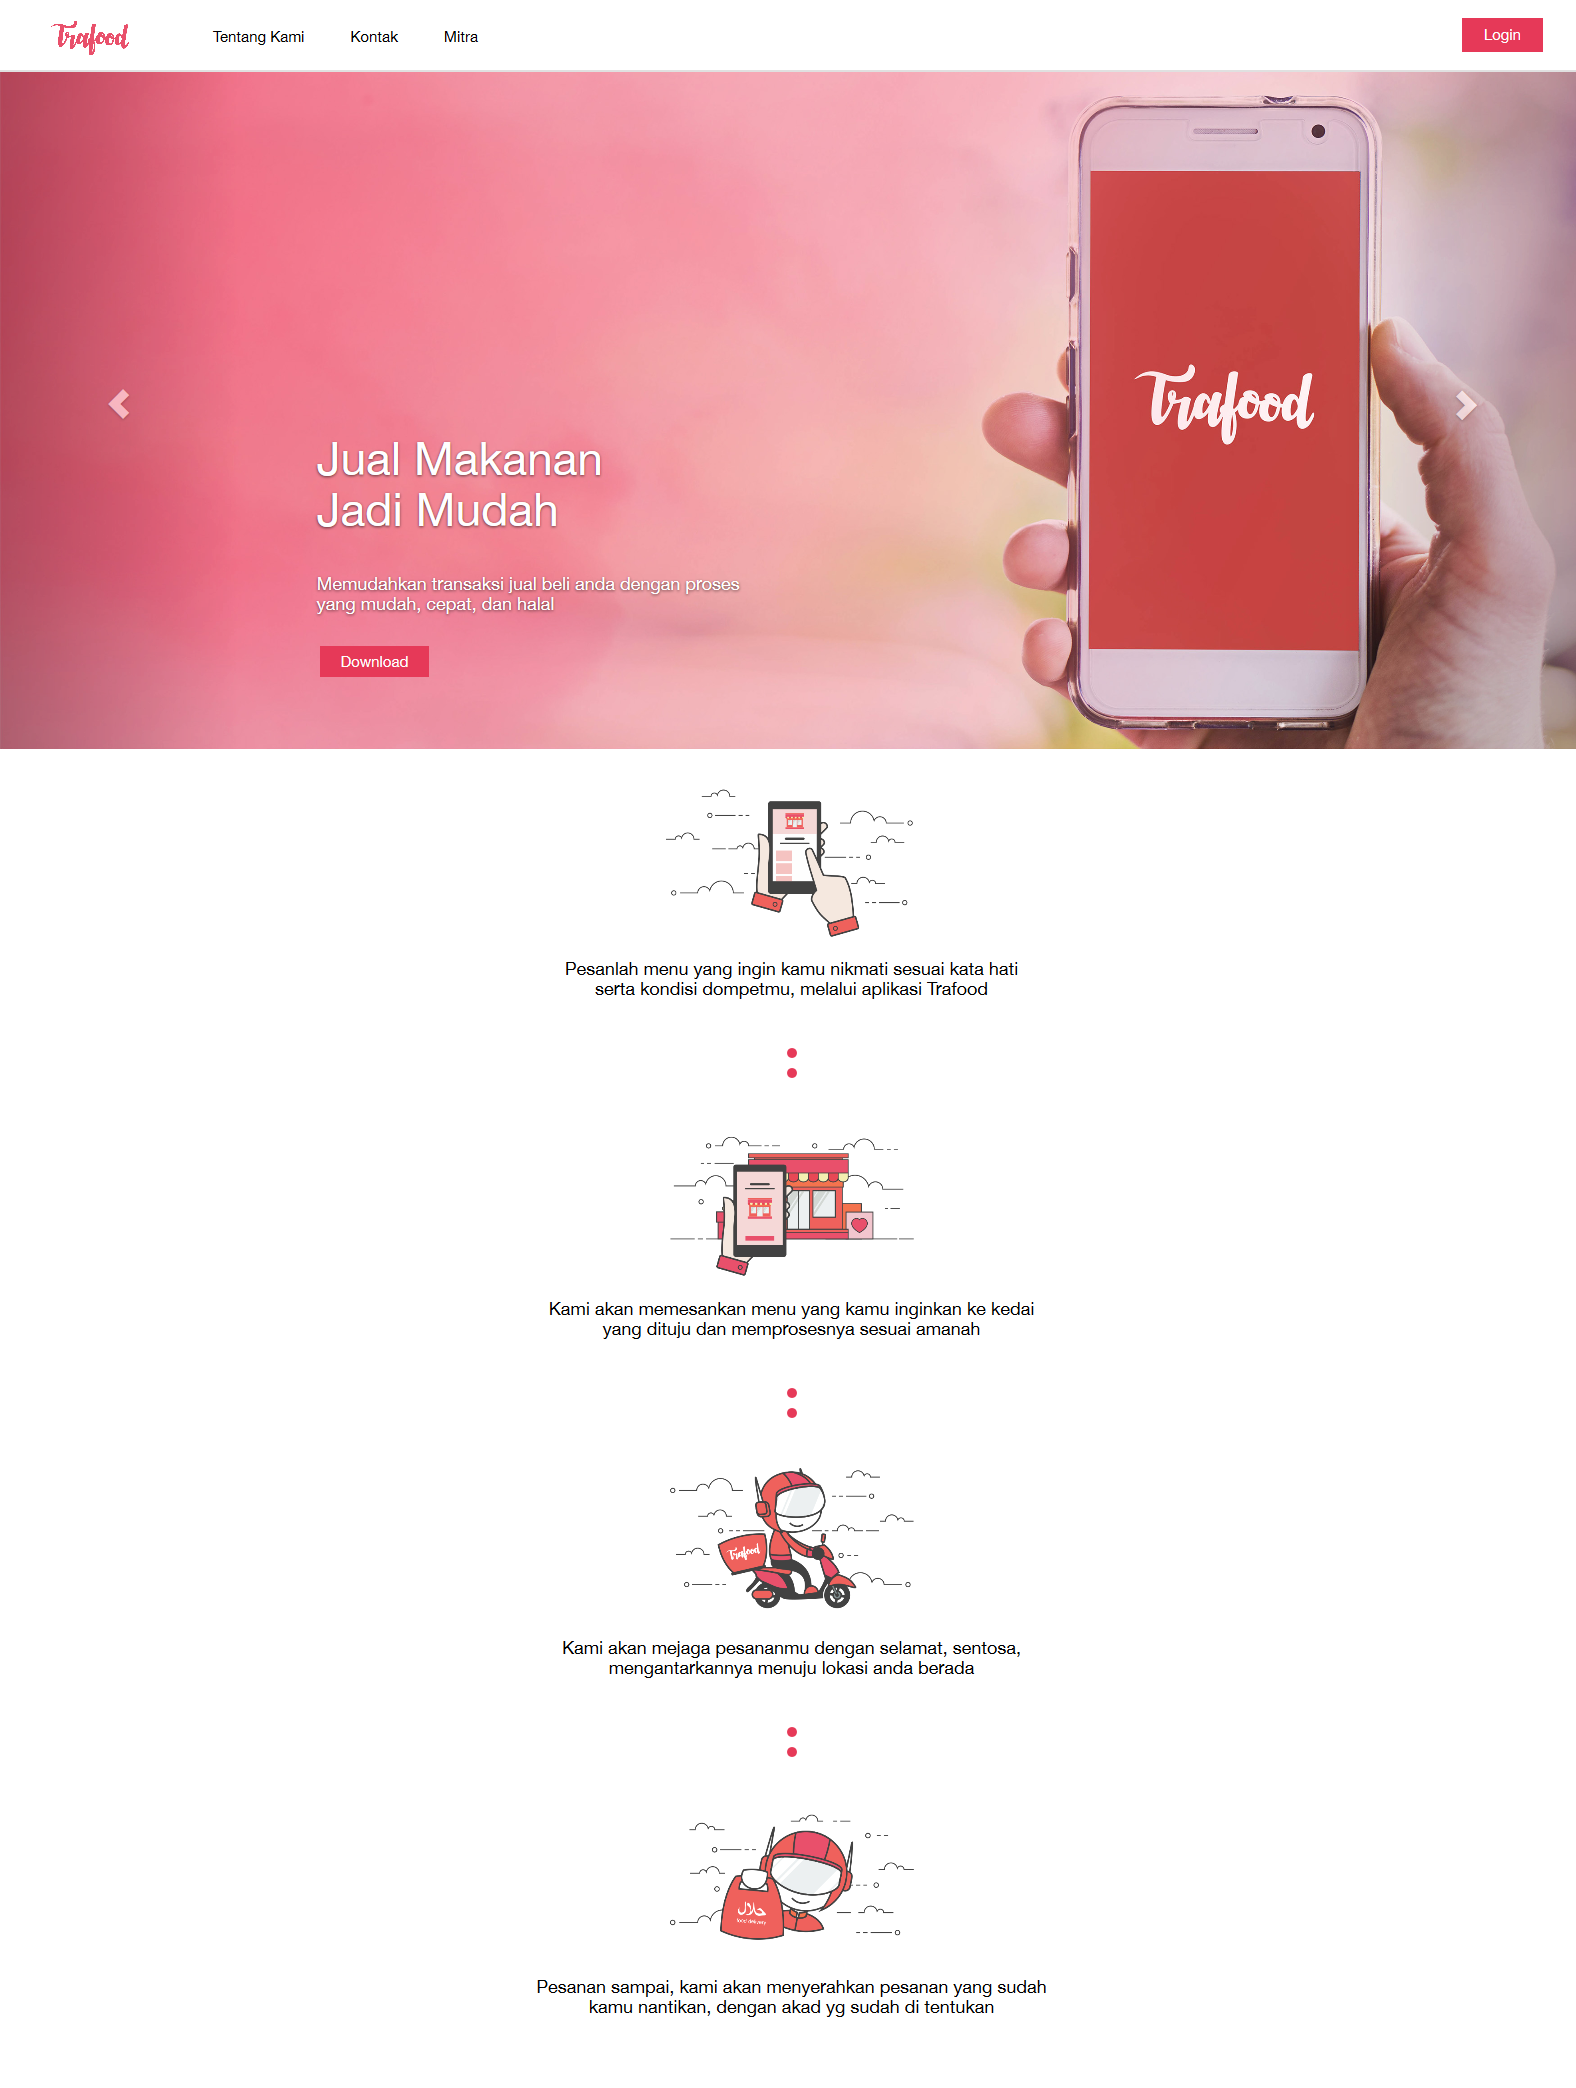 Trafood
Tentang Kami
Kontak
Mitra
Login
Trafood
Jual Makanan
Jadi Mudah
Memudahkan transaksi jual beli anda dengan proses
yang mudah, cepat, dan halal
Download
Pesanlah menu yang ingin kamu nikmati sesuai kata hati
serta kondisi dompetmu, melalui aplikasi Trafood
Kami akan memesankan menu yang kamu inginkan ke kedai
yang dituju dan memprosesnya sesuai amanah
Trafood
Kami akan mejaga pesananmu dengan selamat, sentosa,
mengantarkannya menuju lokasi anda berada
حلال
food delivery
Pesanan sampai, kami akan menyerahkan pesanan yang sudah
kamu nantikan, dengan akad yg sudah di tentukan